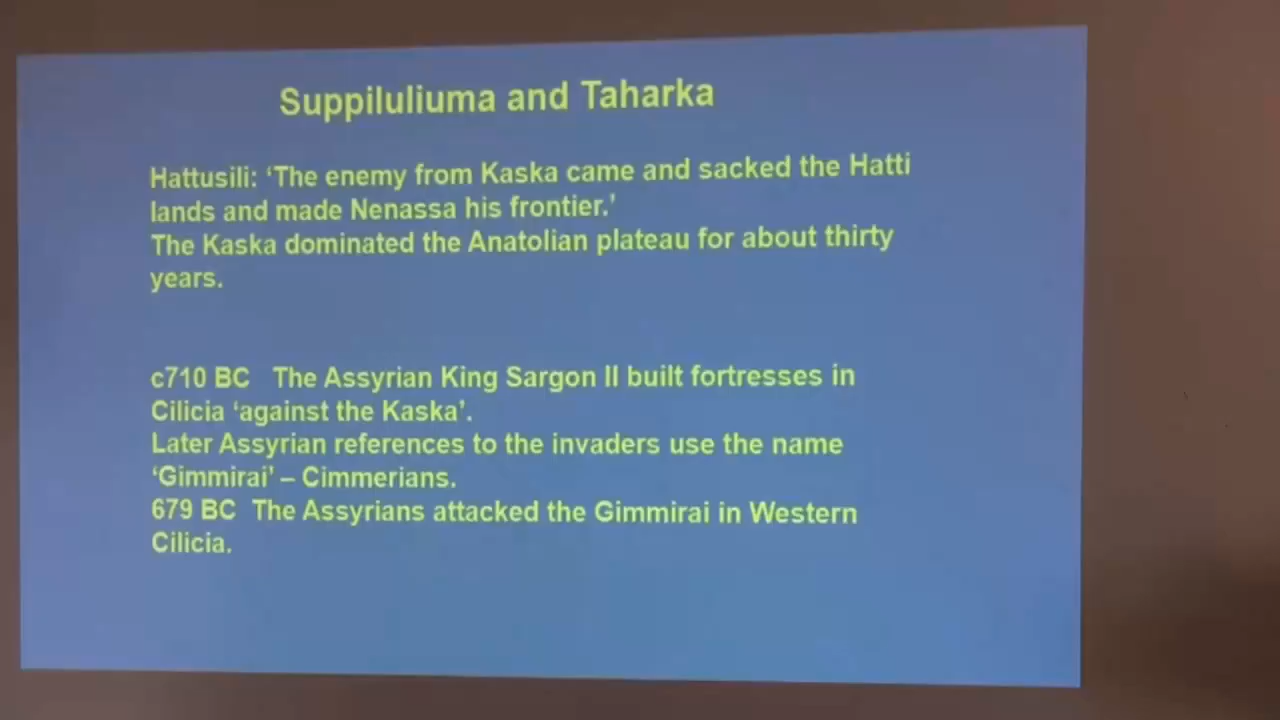 Suppiluliuma and Taharka
Hattusili: ‘The enemy from Kaska came and sacked the Hatti
lands and made Nenassa his frontier.’
The Kaska dominated the Anatolian plateau for about thirty
years.
c710 BC The Assyrian King Sargon II built fortresses in
Cilicia ‘against the Kaska’.
Later Assyrian references to the invaders use the name
‘Gimmirai’ – Cimmerians.
679 BC The Assyrians attacked the Gimmirai in Western
Cilicia.